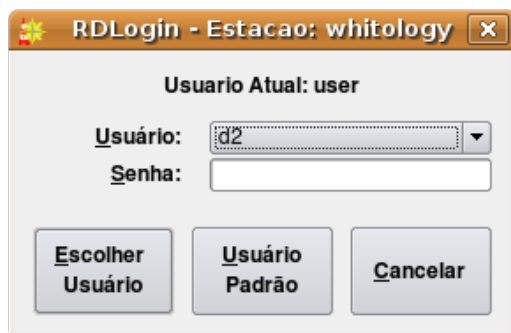 RDLogin - Estacao: whitology
Usuario Atual: user
Usuário: d2
Senha:
Escolher Usuário
Usuário Padrão
Cancelar